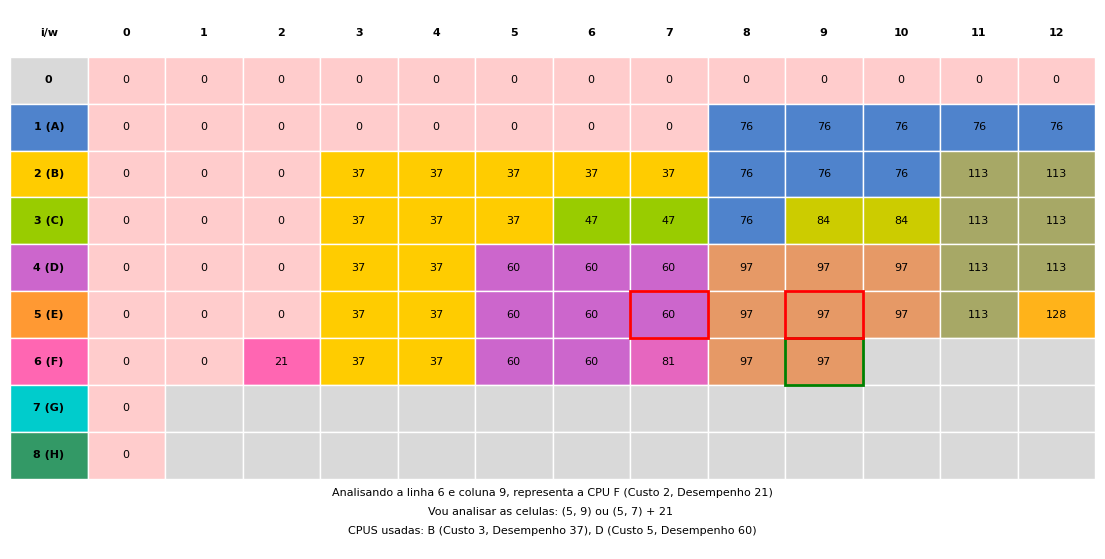 i/w 0 1 2 3 4 5 6 7 8 9 10 11 12
0 0 0 0 0 0 0 0 0 0 0 0 0 0
1 (A) 0 0 0 0 0 0 0 0 76 76 76 76 76
2 (B) 0 0 0 37 37 37 37 37 76 76 76 113 113
3 (C) 0 0 0 37 37 37 47 47 76 84 84 113 113
4 (D) 0 0 0 37 37 60 60 60 97 97 97 113 113
5 (E) 0 0 0 37 37 60 60 60 97 97 97 113 128
6 (F) 0 0 21 37 37 60 60 81 97 97
7 (G) 0
8 (H) 0
Analisando a linha 6 e coluna 9, representa a CPU F (Custo 2, Desempenho 21)
Vou analisar as celulas: (5, 9) ou (5, 7) + 21
CPUS usadas: B (Custo 3, Desempenho 37), D (Custo 5, Desempenho 60)